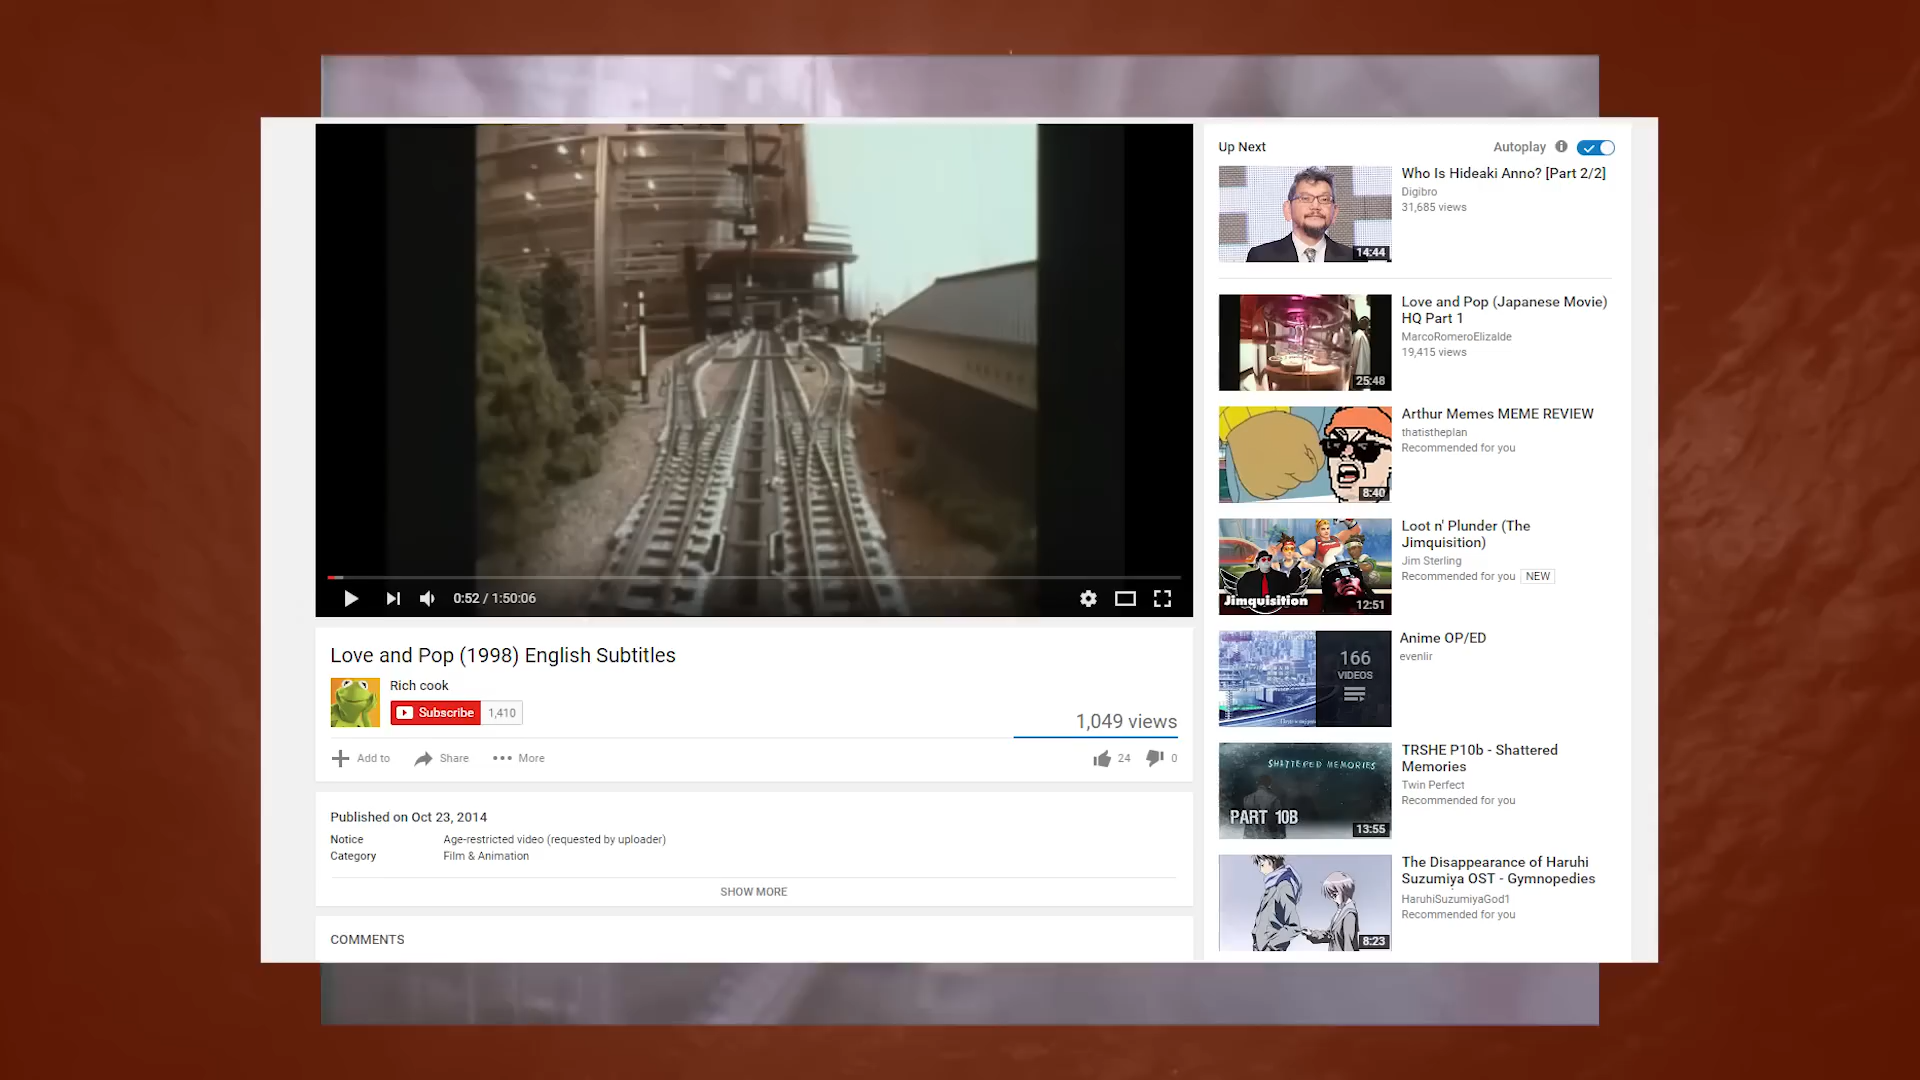 Up Next
Autoplay
Who Is Hideaki Anno? [Part 2/2]
Digibro
31,685 views
14:44
Love and Pop (Japanese Movie)
HQ Part 1
MarcoRomeroElizalde
19,415 views
25:48
Arthur Memes MEME REVIEW
thatistheplan
Recommended for you
8:40
Loot n' Plunder (The
Jimquisition)
Jim Sterling
Recommended for you NEW
Jimquisition
12:51
Anime OP/ED
evenlir
166
VIDEOS
TRSHE P10b - Shattered
Memories
Twin Perfect
Recommended for you
SHATTERED MEMORIES
PART 10B
13:55
The Disappearance of Haruhi
Suzumiya OST - Gymnopedies
HaruhiSuzumiyaGod1
Recommended for you
8:23
0:52 / 1:50:06
Love and Pop (1998) English Subtitles
Rich cook
Subscribe 1,410
1,049 views
Add to Share More
24 0
Published on Oct 23, 2014
Notice Age-restricted video (requested by uploader)
Category Film & Animation
SHOW MORE
COMMENTS